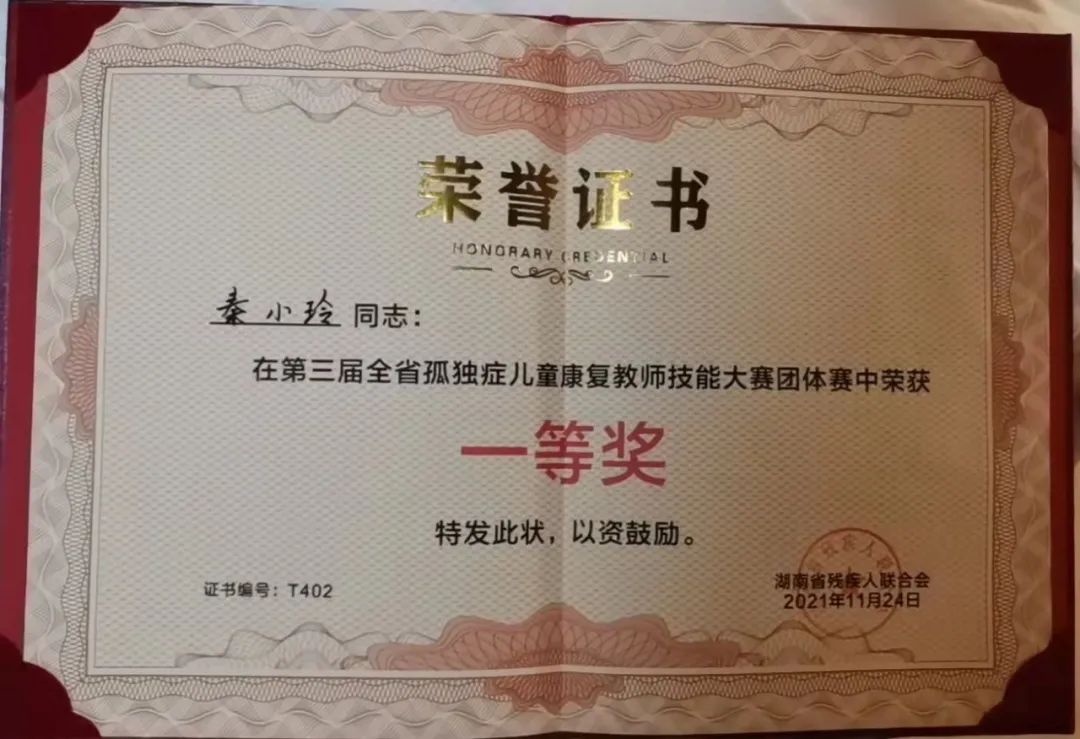 荣誉证书
HONORARY CREDENTIAL
秦小玲 同志：
在第三届全省孤独症儿童康复教师技能大赛团体赛中荣获
一等奖
特发此状，以资鼓励。
证书编号：T402
湖南省残疾人联合会
2021年11月24日